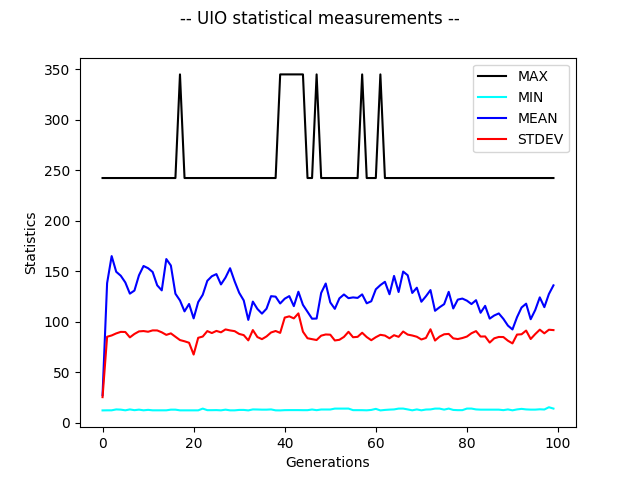 -- UIO statistical measurements --
350
300
250
200
150
100
50
0
Statistics
MAX
MIN
MEAN
STDEV
0 20 40 60 80 100
Generations